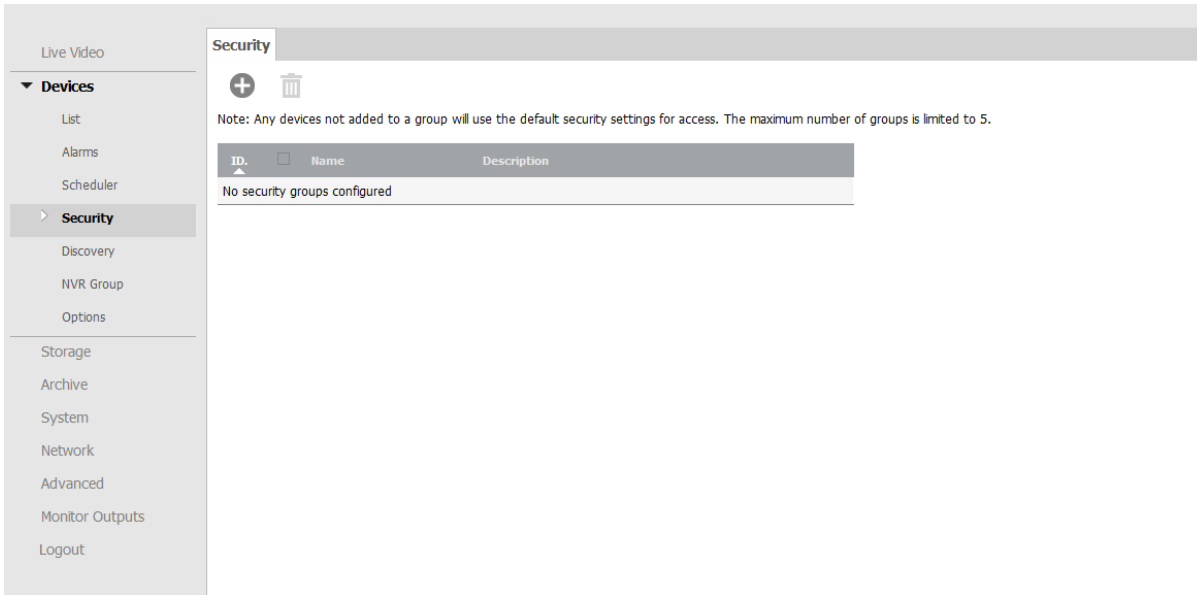 Live Video
Devices
List
Alarms
Scheduler
Security
Discovery
NVR Group
Options
Storage
Archive
System
Network
Advanced
Monitor Outputs
Logout
Security
Note: Any devices not added to a group will use the default security settings for access. The maximum number of groups is limited to 5.
ID. Name Description
No security groups configured